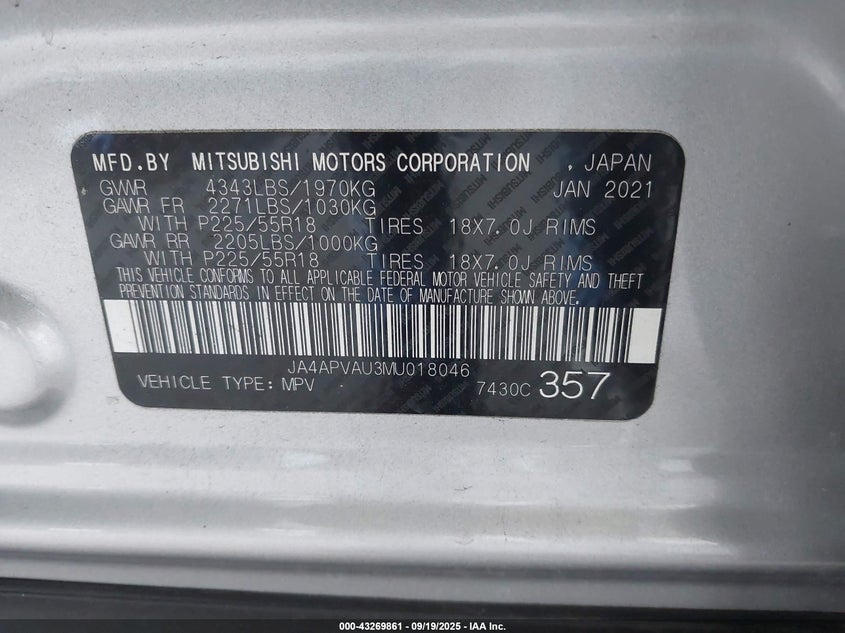 MFD.BY MITSUBISHI MOTORS CORPORATION , JAPAN
GVWR 4343LBS/1970KG JAN 2021
GAWR FR 2271LBS/1030KG
WITH P225/55R18 TIRES 18X7.0J RIMS
GAWR RR 2205LBS/1000KG
WITH P225/55R18 TIRES 18X7.0J RIMS
THIS VEHICLE CONFORMS TO ALL APPLICABLE FEDERAL MOTOR VEHICLE SAFETY AND THEFT
PREVENTION STANDARDS IN EFFECT ON THE DATE OF MANUFACTURE SHOWN ABOVE.
JA4APVAU3MU018046
VEHICLE TYPE: MPV 7430C 357
000-43269861 - 09/19/2025 - IAA Inc.